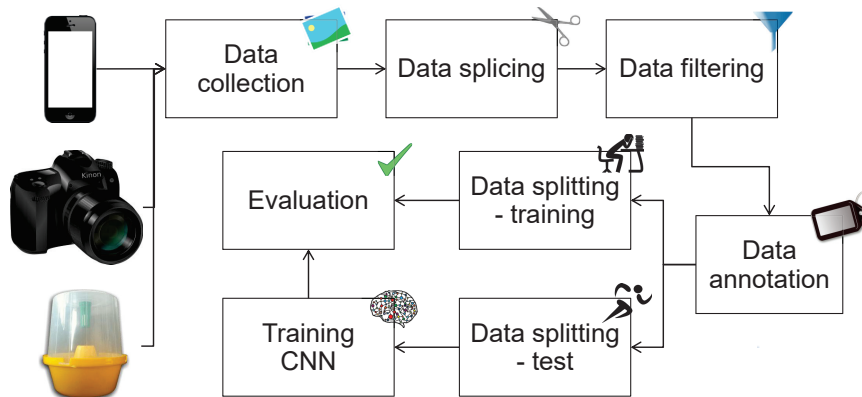 Data
collection
Data splicing
Data filtering
Kinon
Evaluation
Data splitting
- training
Data
annotation
Training
CNN
Data splitting
- test